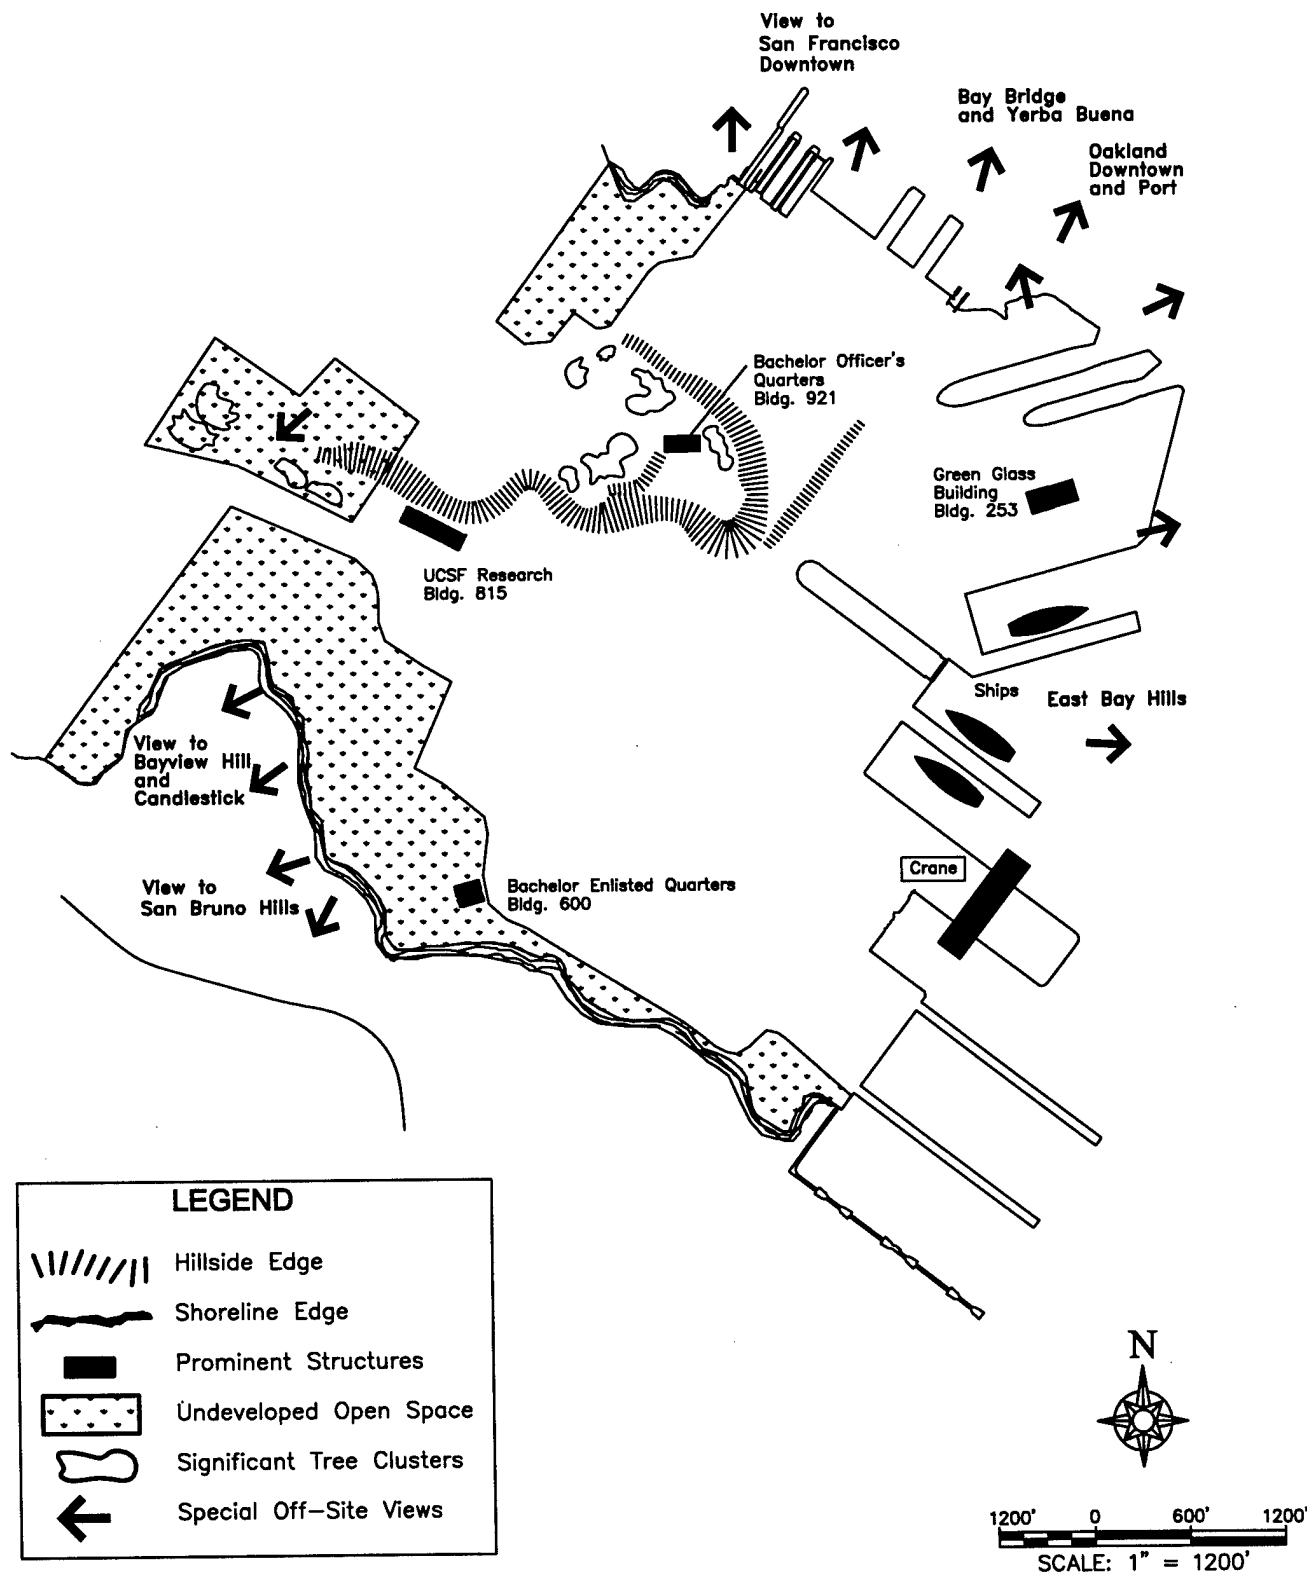 View to
San Francisco
Downtown
Bay Bridge
and Yerba Buena
Oakland
Downtown
and Port
Bachelor Officer's
Quarters
Bldg. 921
Green Glass
Building
Bldg. 253
UCSF Research
Bldg. 815
Ships
East Bay Hills
View to
Bayview Hill
and
Candlestick
Crane
View to
San Bruno Hills
Bachelor Enlisted Quarters
Bldg. 600
LEGEND
Hillside Edge
Shoreline Edge
Prominent Structures
Undeveloped Open Space
Significant Tree Clusters
Special Off-Site Views
N
1200' 0 600' 1200'
SCALE: 1" = 1200'